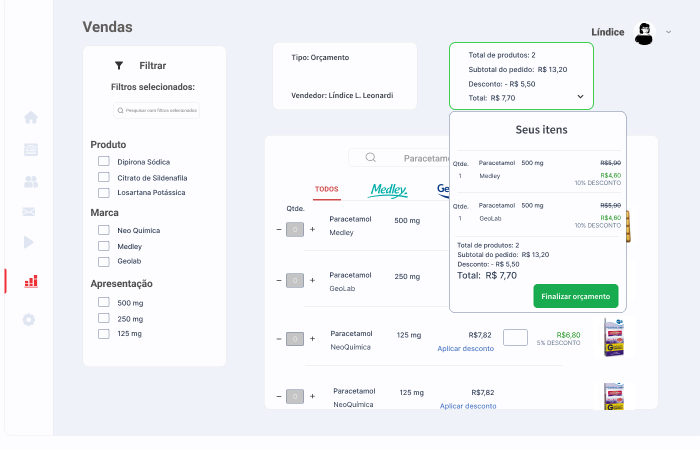 Vendas
Líndice
Filtrar
Filtros selecionados:
Pesquisar com filtros selecionados
Produto
Dipirona Sódica
Citrato de Sildenafila
Losartana Potássica
Marca
Neo Quimica
Medley
Geolab
Apresentação
500 mg
250 mg
125 mg
Tipo: Orçamento
Vendedor: Líndice L. Leonardi
Total de produtos: 2
Subtotal do pedido: R$ 13,20
Desconto: - R$ 5,50
Total: R$ 7,70
Seus itens
Qtde. Paracetamol 500 mg R$5,90
1 Medley R$4,60
10% DESCONTO
Qtde. Paracetamol 500 mg R$5,90
1 GeoLab R$4,60
10% DESCONTO
Total de produtos: 2
Subtotal do pedido: R$ 13,20
Desconto: - R$ 5,50
Total: R$ 7,70
Finalizar orçamento
Paracetam
TODOS Medley. Ge
Qtde.
− 0 + Paracetamol 500 mg
Medley
− 0 + Paracetamol 250 mg
GeoLab
− 0 + Paracetamol 125 mg R$7,82 R$6,80
NeoQuímica Aplicar desconto 5% DESCONTO
− 0 + Paracetamol 125 mg R$7,82
NeoQuímica Aplicar desconto